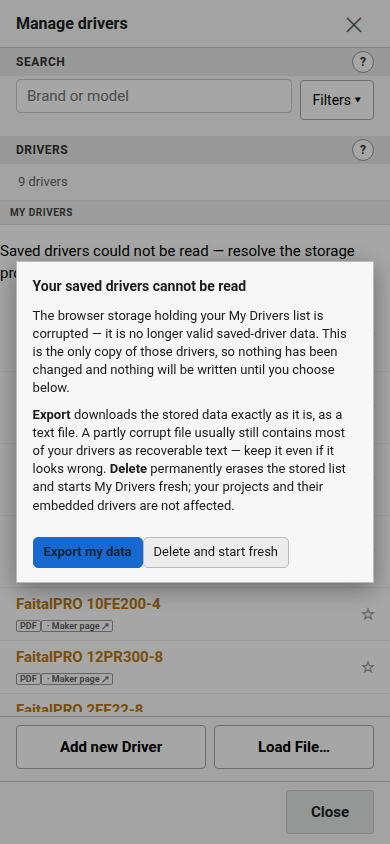 Manage drivers
SEARCH ?
Brand or model
Filters ▾
DRIVERS ?
9 drivers
MY DRIVERS
Saved drivers could not be read — resolve the storage
Your saved drivers cannot be read
The browser storage holding your My Drivers list is
corrupted — it is no longer valid saved-driver data. This
is the only copy of those drivers, so nothing has been
changed and nothing will be written until you choose
below.
Export downloads the stored data exactly as it is, as a
text file. A partly corrupt file usually still contains most
of your drivers as recoverable text — keep it even if it
looks wrong. Delete permanently erases the stored list
and starts My Drivers fresh; your projects and their
embedded drivers are not affected.
Export my data
Delete and start fresh
FaitalPRO 10FE200-4
PDF · Maker page ↗
FaitalPRO 12PR300-8
PDF · Maker page ↗
FaitalPRO 2FE22-8
Add new Driver
Load File…
Close